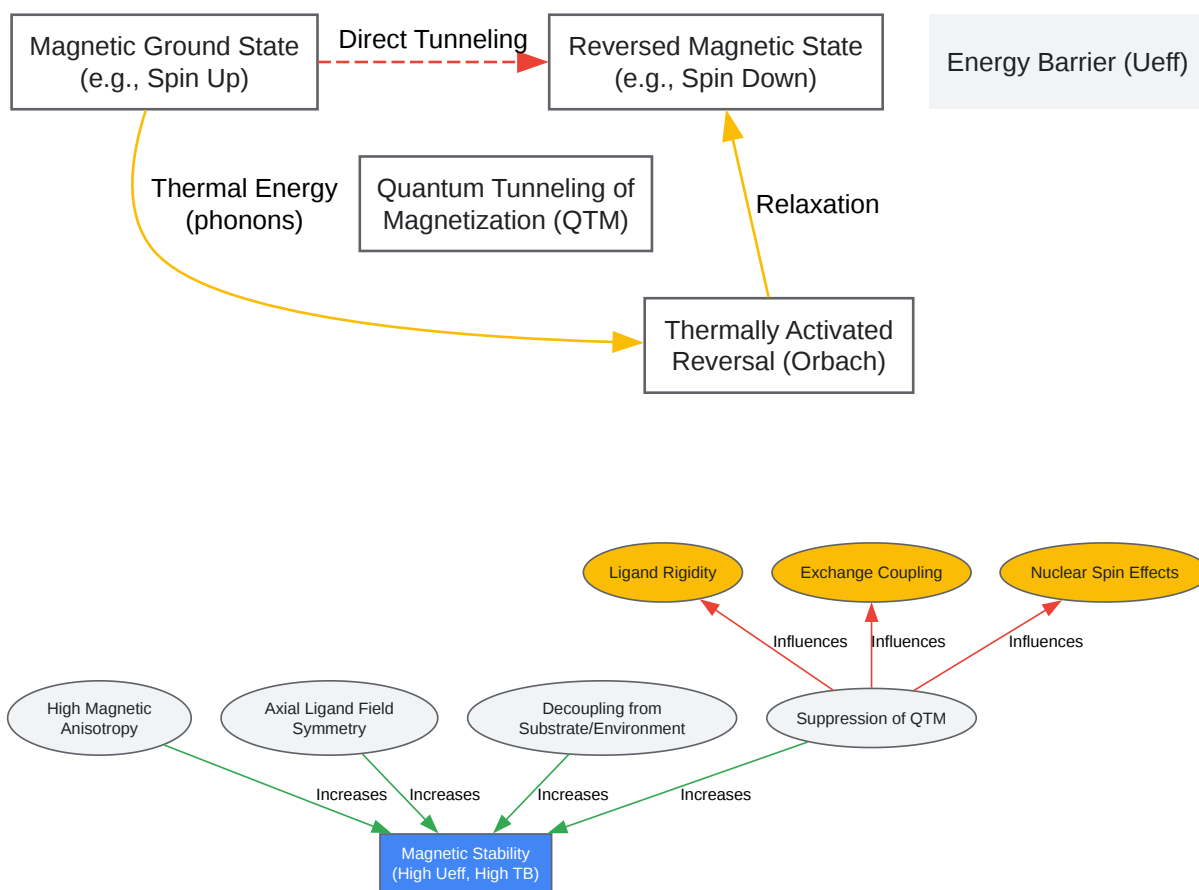 Magnetic Ground State
(e.g., Spin Up)
Direct Tunneling
Reversed Magnetic State
(e.g., Spin Down)
Energy Barrier (Ueff)
Thermal Energy
(phonons)
Quantum Tunneling of
Magnetization (QTM)
Relaxation
Thermally Activated
Reversal (Orbach)
Ligand Rigidity
Exchange Coupling
Nuclear Spin Effects
Influences
Influences
Influences
High Magnetic
Anisotropy
Axial Ligand Field
Symmetry
Decoupling from
Substrate/Environment
Suppression of QTM
Increases
Increases
Increases
Increases
Magnetic Stability
(High Ueff, High TB)